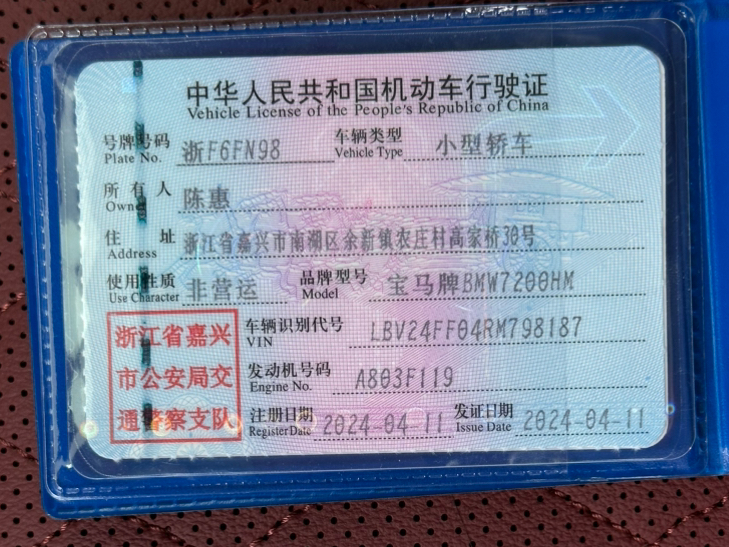 中华人民共和国机动车行驶证
Vehicle License of the People's Republic of China
号牌号码 浙F6FN98 车辆类型 小型轿车
Plate No. Vehicle Type
所有人 陈惠
Owner
住址 浙江省嘉兴市南湖区余新镇农庄村高家桥30号
Address
使用性质 非营运 品牌型号 宝马牌BMW7200HM
Use Character Model
浙江省嘉兴
市公安局交
通警察支队
车辆识别代号 LBV24FF04RM798187
VIN
发动机号码 A803F119
Engine No.
注册日期 2024-04-11 发证日期 2024-04-11
Register Date Issue Date